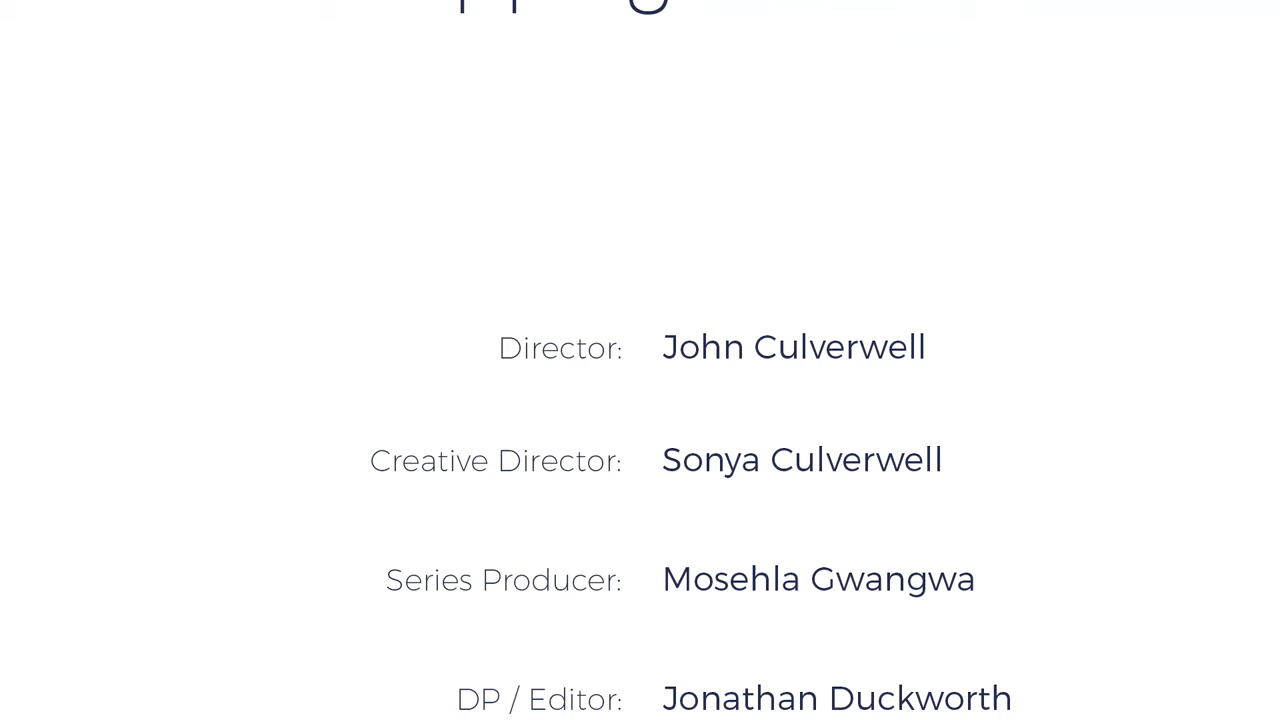 Director: John Culverwell
Creative Director: Sonya Culverwell
Series Producer: Mosehla Gwangwa
DP / Editor: Jonathan Duckworth